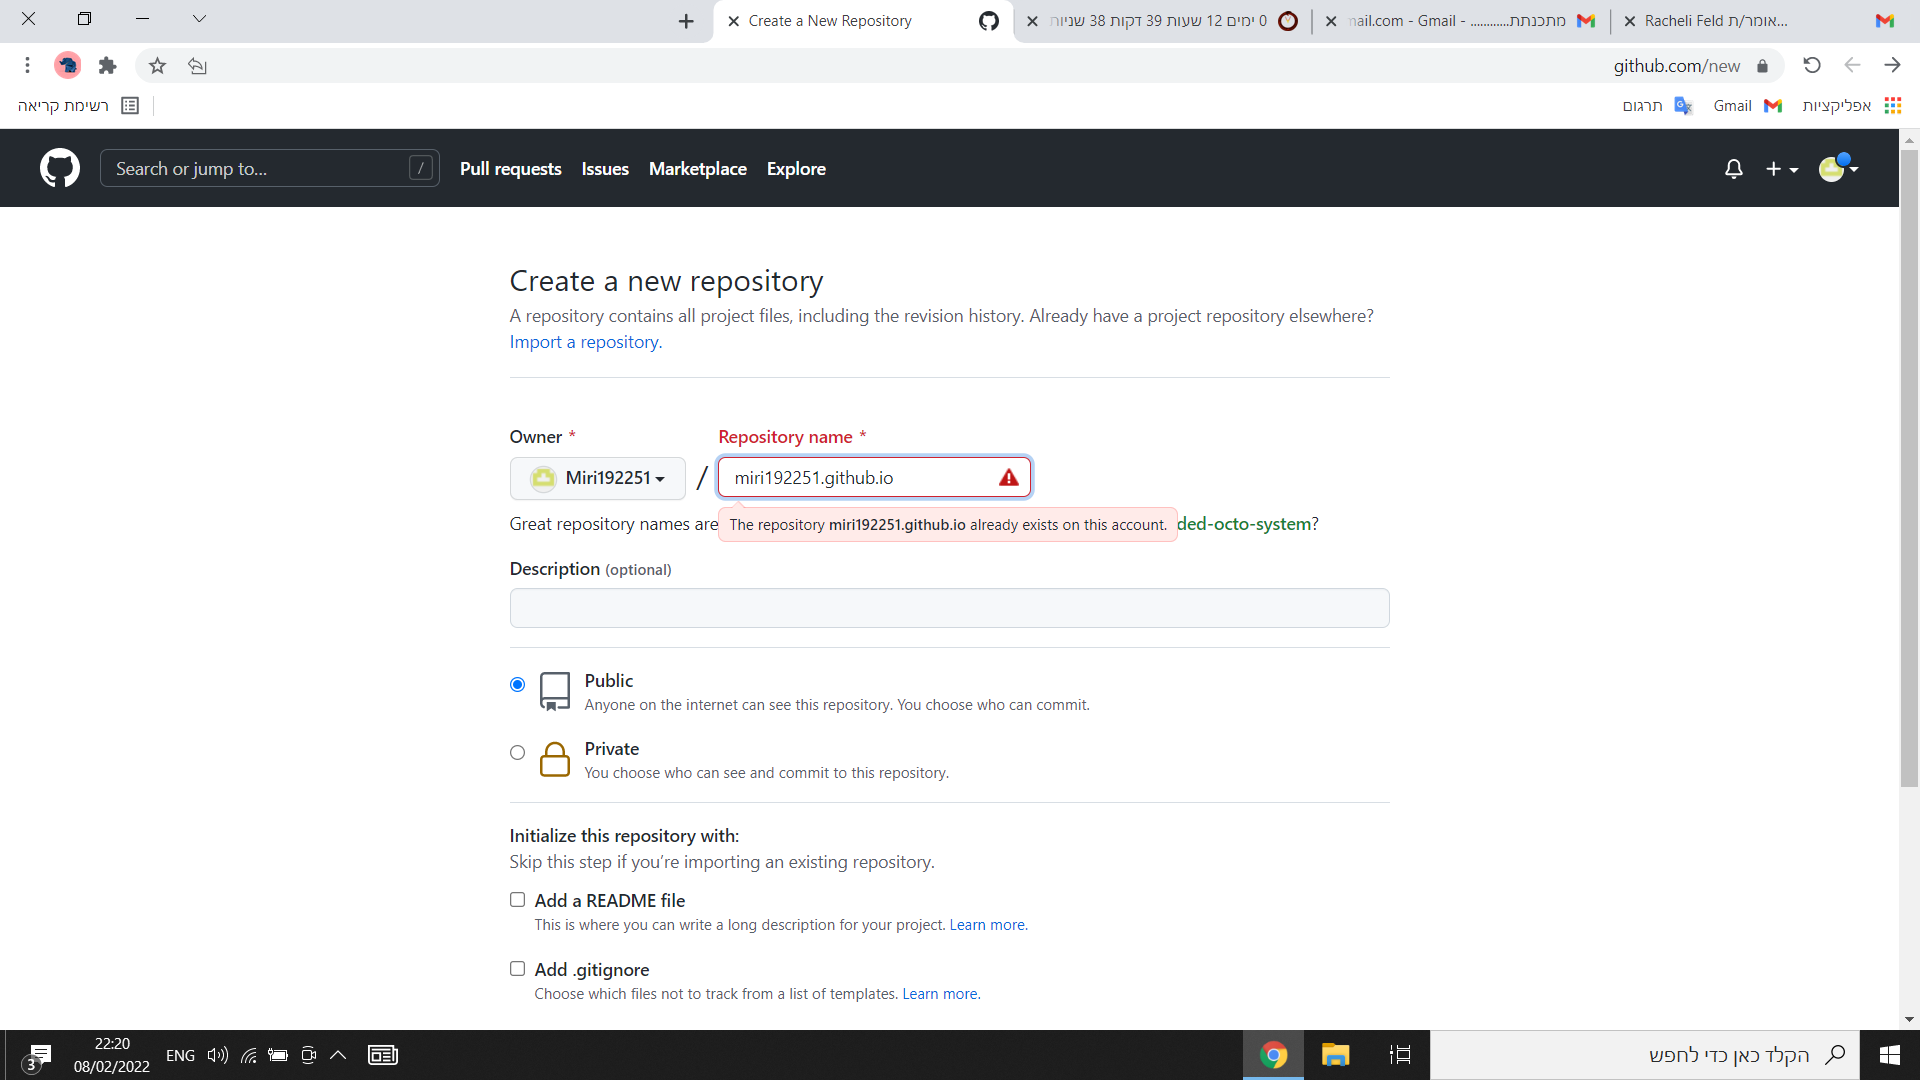 Create a New Repository
0 ימים 12 שעות 39 דקות 38 שניות
מתכנתת............ - nail.com - Gmail
Racheli Feld אומר/ת...
github.com/new
רשימת קריאה
תרגום
Gmail
אפליקציות
Search or jump to...
/
Pull requests
Issues
Marketplace
Explore
Create a new repository
A repository contains all project files, including the revision history. Already have a project repository elsewhere?
Import a repository.
Owner *
Repository name *
Miri192251
/
miri192251.github.io
Great repository names are
The repository miri192251.github.io already exists on this account.
ded-octo-system?
Description (optional)
Public
Anyone on the internet can see this repository. You choose who can commit.
Private
You choose who can see and commit to this repository.
Initialize this repository with:
Skip this step if you’re importing an existing repository.
Add a README file
This is where you can write a long description for your project. Learn more.
Add .gitignore
Choose which files not to track from a list of templates. Learn more.
3
22:20
08/02/2022
ENG
הקלד כאן כדי לחפש